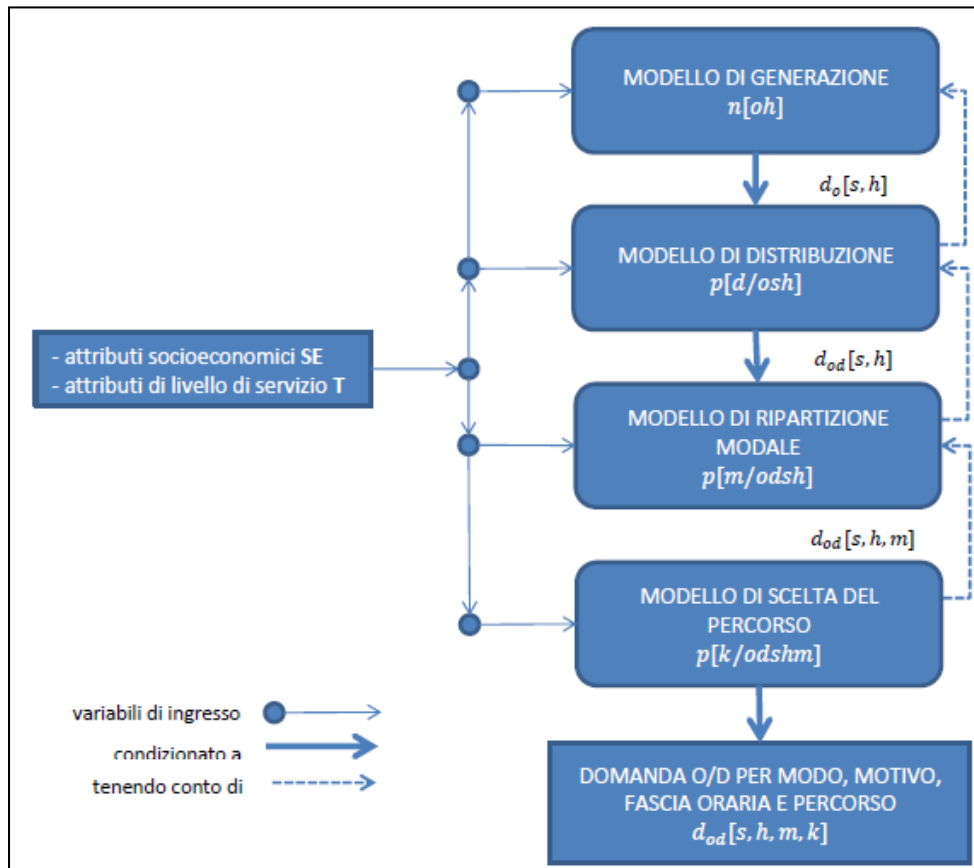 MODELLO DI GENERAZIONE
n[oh]
d_o[s, h]
MODELLO DI DISTRIBUZIONE
p[d/osh]
- attributi socioeconomici SE
- attributi di livello di servizio T
d_od[s, h]
MODELLO DI RIPARTIZIONE
MODALE
p[m/odsh]
d_od[s, h, m]
MODELLO DI SCELTA DEL
PERCORSO
p[k/odshm]
variabili di ingresso
condizionato a
tenendo conto di
DOMANDA O/D PER MODO, MOTIVO,
FASCIA ORARIA E PERCORSO
d_od[s, h, m, k]